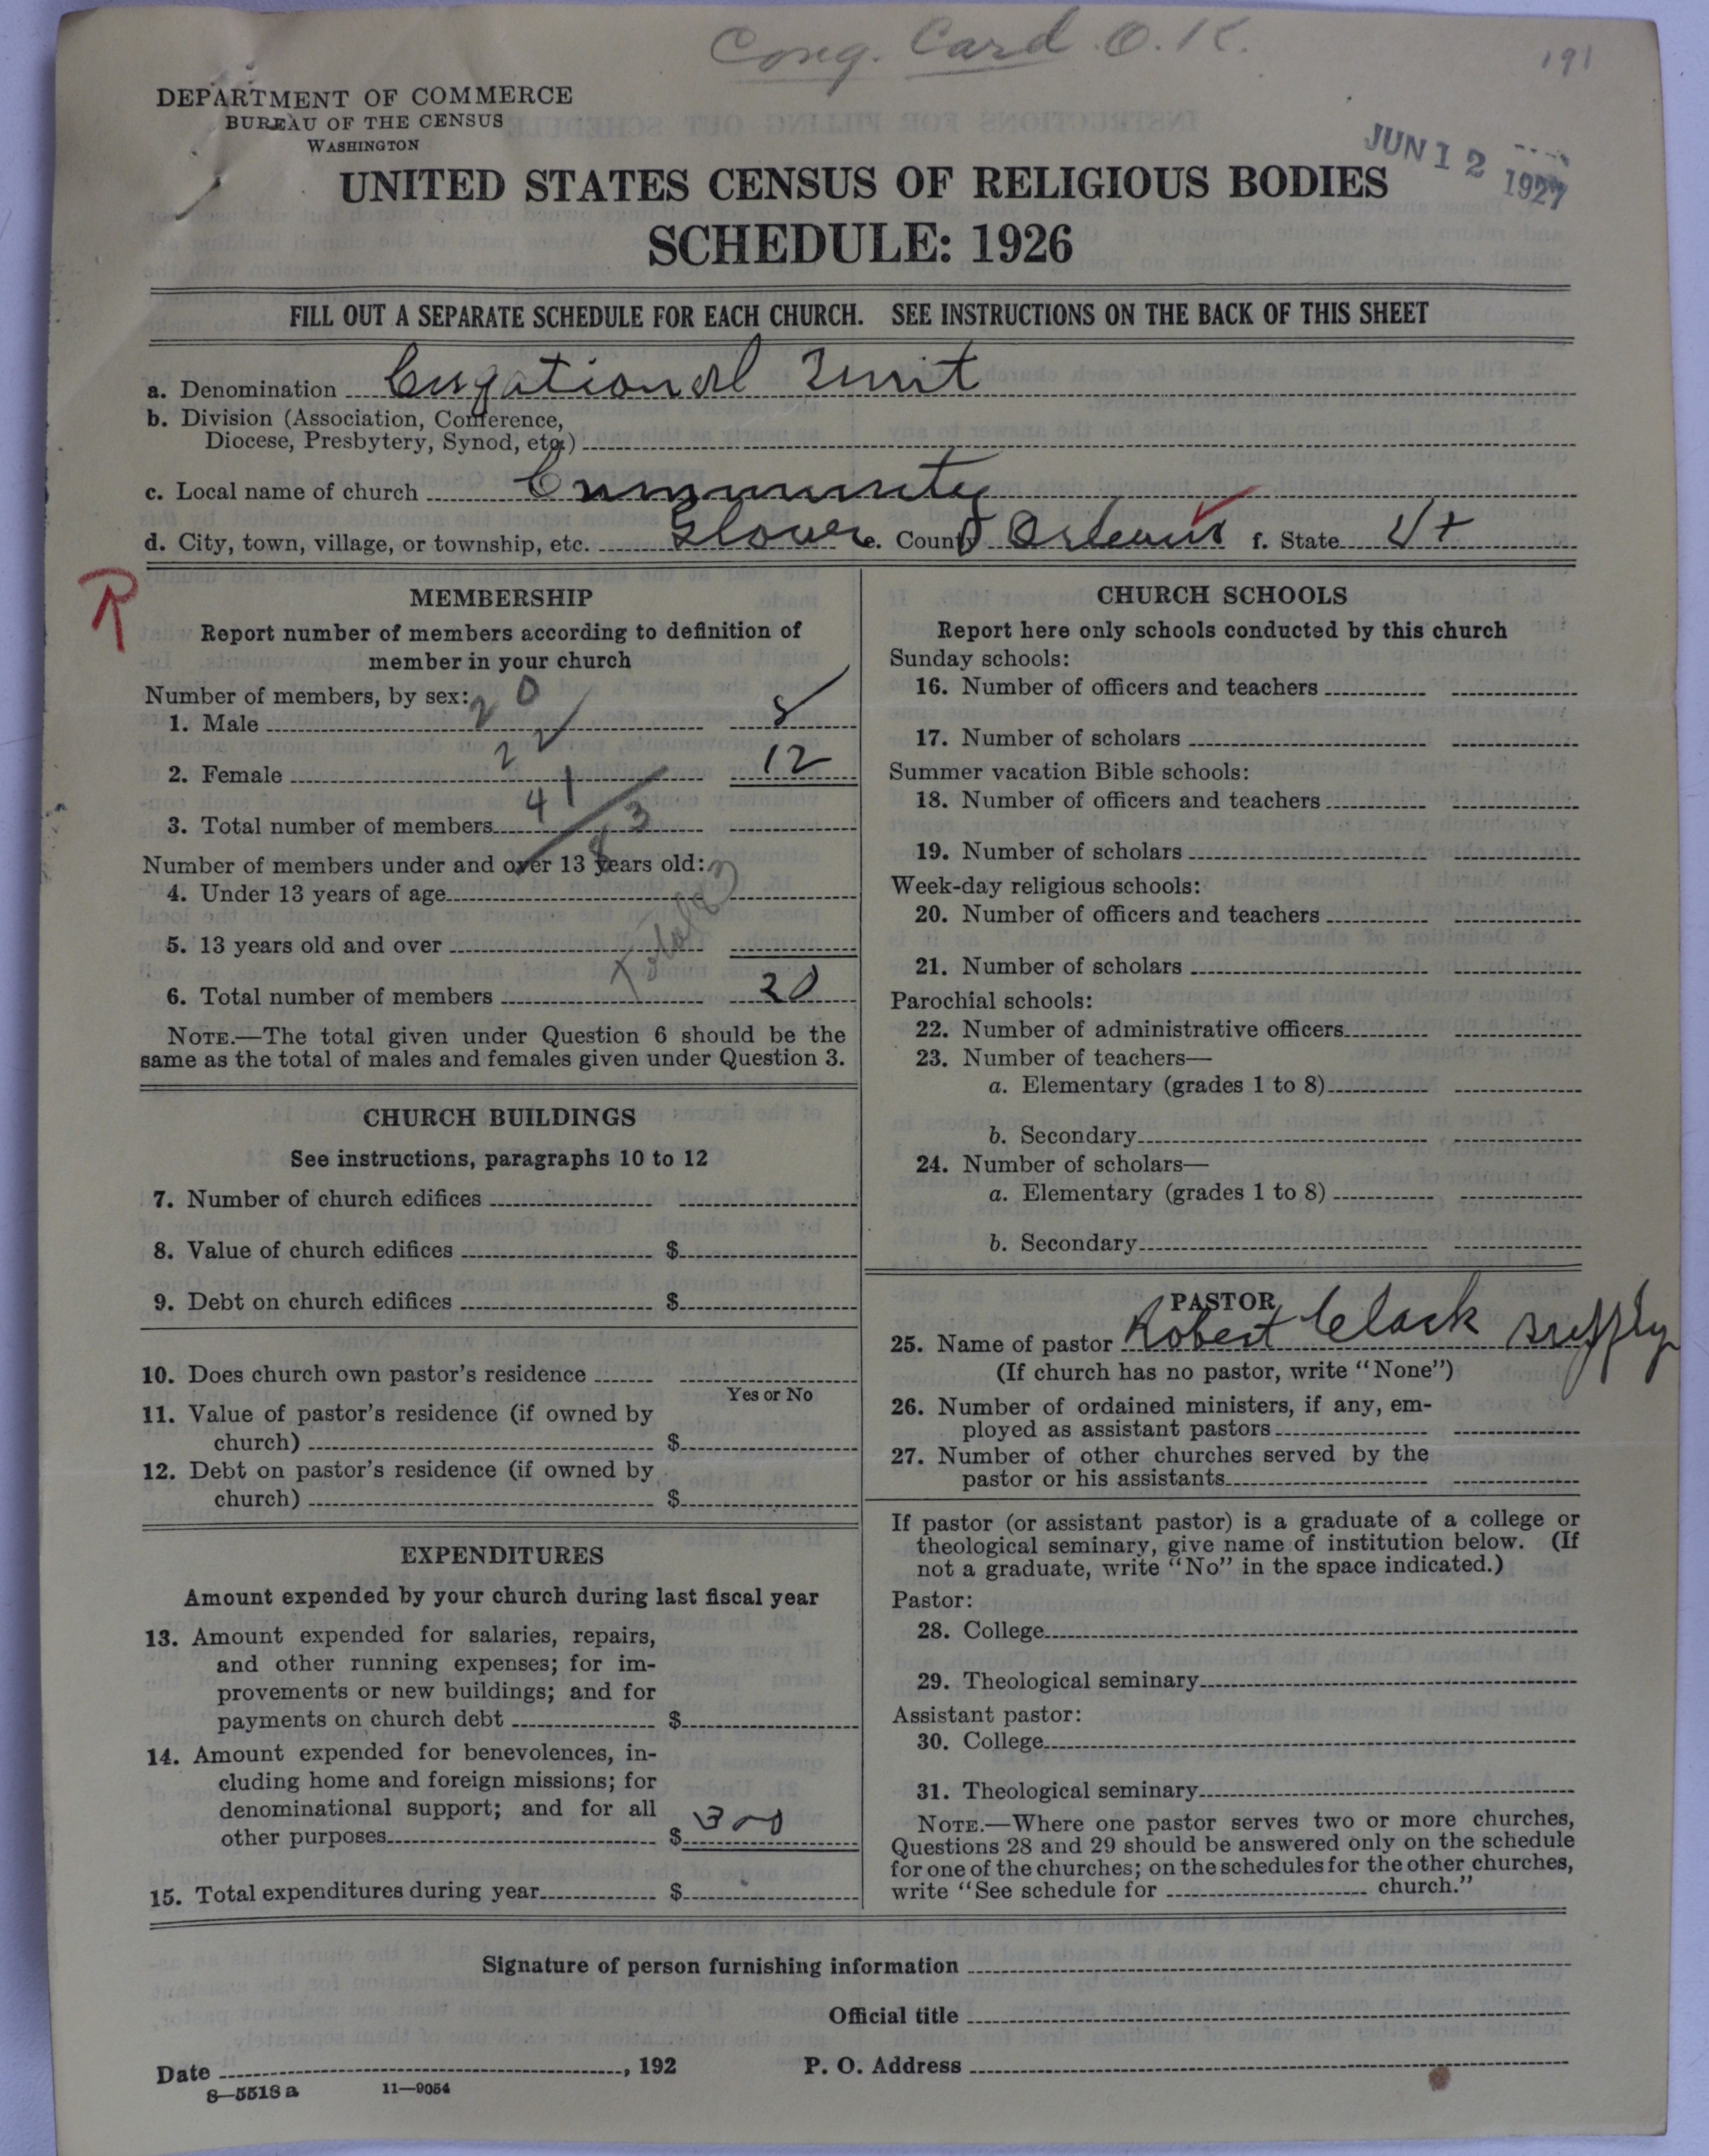 Cong. Card O.K.
191
DEPARTMENT OF COMMERCE
BUREAU OF THE CENSUS
WASHINGTON
JUN 12 1927
UNITED STATES CENSUS OF RELIGIOUS BODIES
SCHEDULE: 1926
FILL OUT A SEPARATE SCHEDULE FOR EACH CHURCH. SEE INSTRUCTIONS ON THE BACK OF THIS SHEET
a. Denomination
b. Division (Association, Conference,
Diocese, Presbytery, Synod, etc.)
c. Local name of church Community
d. City, town, village, or township, etc. Glover e. County Orleans f. State Vt
R
MEMBERSHIP
Report number of members according to definition of
member in your church
Number of members, by sex: 20
1. Male 8
22
2. Female 12
41
3. Total number of members 3
8
Number of members under and over 13 years old:
4. Under 13 years of age
5. 13 years old and over
6. Total number of members 20
NOTE.—The total given under Question 6 should be the
same as the total of males and females given under Question 3.
CHURCH BUILDINGS
See instructions, paragraphs 10 to 12
7. Number of church edifices
8. Value of church edifices $
9. Debt on church edifices $
10. Does church own pastor's residence
Yes or No
11. Value of pastor's residence (if owned by
church) $
12. Debt on pastor's residence (if owned by
church) $
EXPENDITURES
Amount expended by your church during last fiscal year
13. Amount expended for salaries, repairs,
and other running expenses; for im-
provements or new buildings; and for
payments on church debt $
14. Amount expended for benevolences, in-
cluding home and foreign missions; for
denominational support; and for all
other purposes $ 300
15. Total expenditures during year $
CHURCH SCHOOLS
Report here only schools conducted by this church
Sunday schools:
16. Number of officers and teachers
17. Number of scholars
Summer vacation Bible schools:
18. Number of officers and teachers
19. Number of scholars
Week-day religious schools:
20. Number of officers and teachers
21. Number of scholars
Parochial schools:
22. Number of administrative officers
23. Number of teachers—
a. Elementary (grades 1 to 8)
b. Secondary
24. Number of scholars—
a. Elementary (grades 1 to 8)
b. Secondary
PASTOR
25. Name of pastor Robert Clark supply
(If church has no pastor, write "None")
26. Number of ordained ministers, if any, em-
ployed as assistant pastors
27. Number of other churches served by the
pastor or his assistants
If pastor (or assistant pastor) is a graduate of a college or
theological seminary, give name of institution below. (If
not a graduate, write "No" in the space indicated.)
Pastor:
28. College
29. Theological seminary
Assistant pastor:
30. College
31. Theological seminary
NOTE.—Where one pastor serves two or more churches,
Questions 28 and 29 should be answered only on the schedule
for one of the churches; on the schedules for the other churches,
write "See schedule for church."
Signature of person furnishing information
Official title
Date , 192 P. O. Address
8—5518 a 11—9054